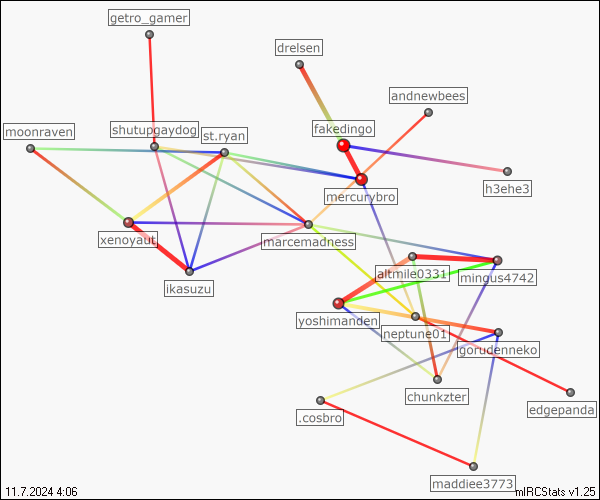 getro_gamer
drelsen
andnewbees
moonraven
shutupgaydog
st.ryan
fakedingo
h3ehe3
mercurybro
xenoyaut
marcemadness
ikasuzu
altmile0331
mingus4742
yoshimanden
neptune01
gorudenneko
chunkzter
edgepanda
.cosbro
maddiee3773
11.7.2024 4:06
mIRCStats v1.25